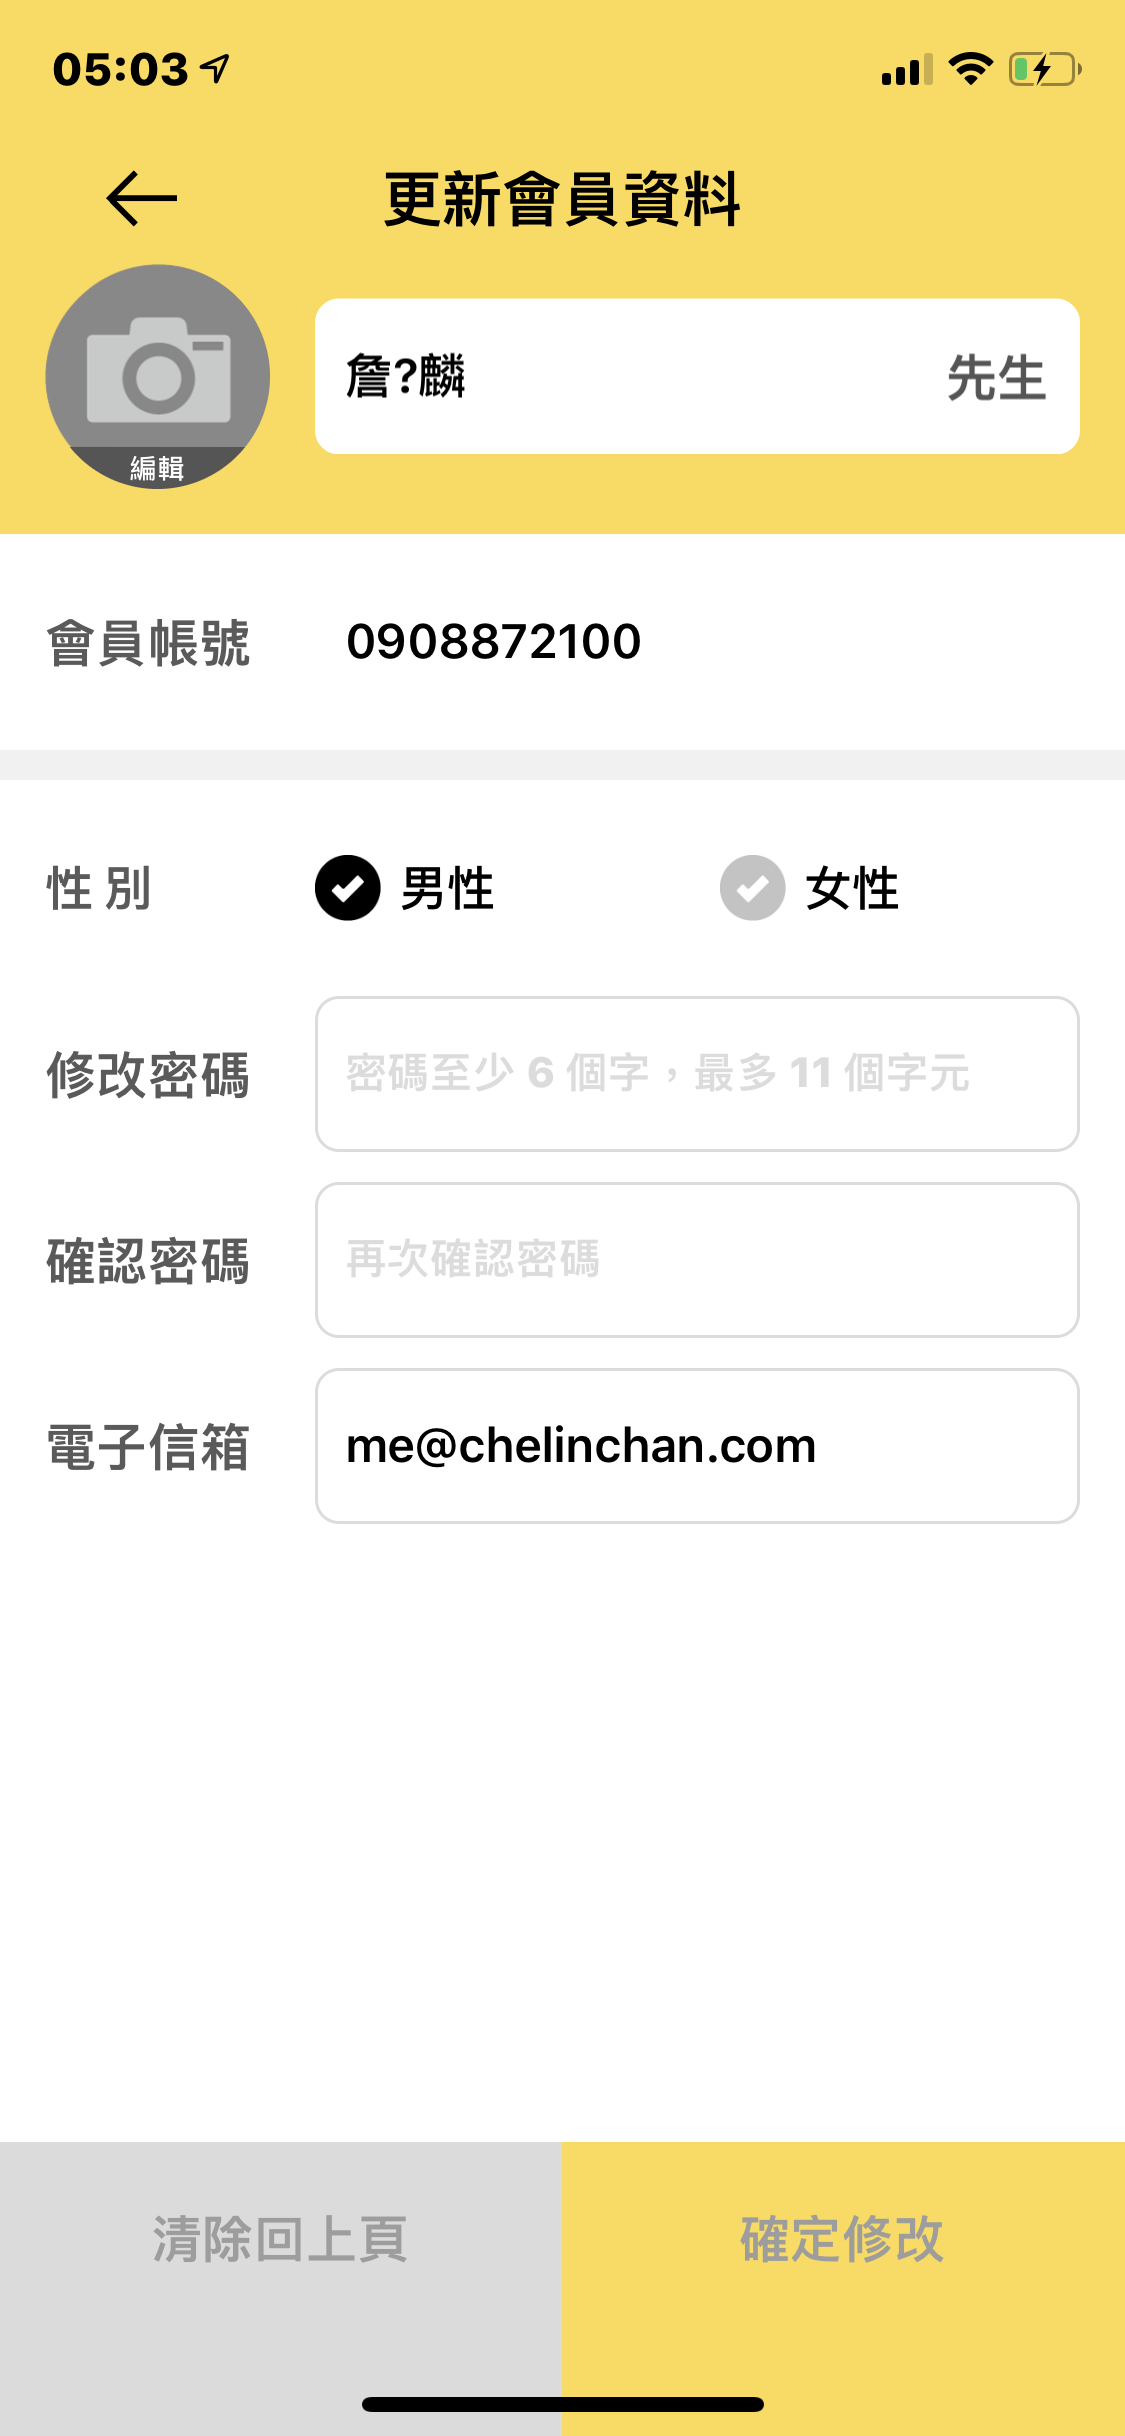 05:03
更新會員資料
詹?麟 先生
編輯
會員帳號 0908872100
性 別 男性 女性
修改密碼 密碼至少 6 個字，最多 11 個字元
確認密碼 再次確認密碼
電子信箱 me@chelinchan.com
清除回上頁 確定修改